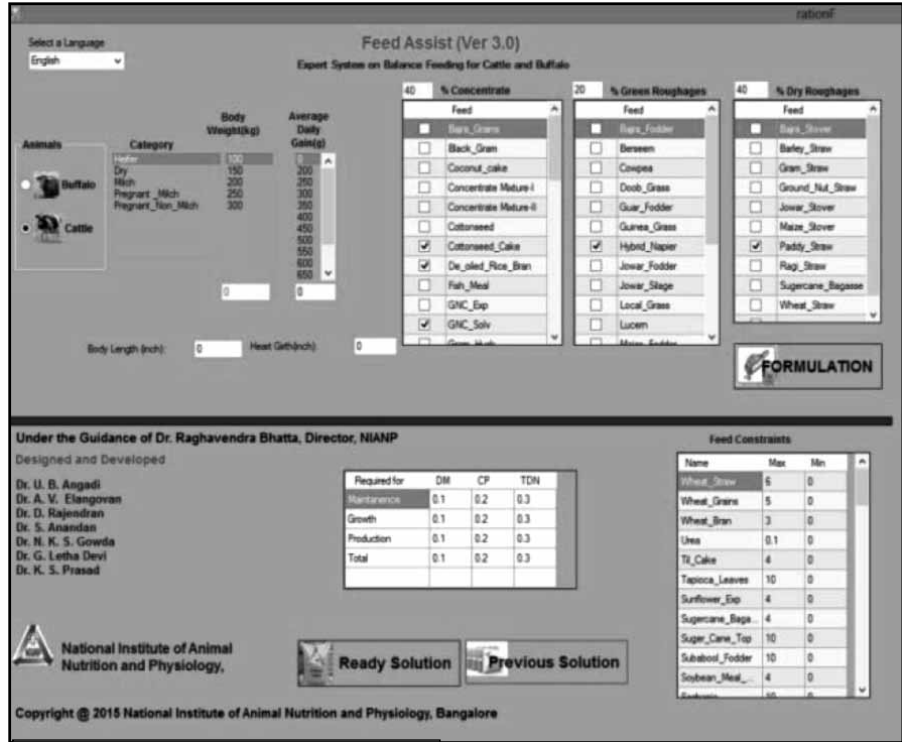 rationF
Select a Language
English
Feed Assist (Ver 3.0)
Expert System on Balance Feeding for Cattle and Buffalo
Animals
Buffalo
Cattle
Category
Heifer
Dry
Milch
Pregnant _Milch
Pregnant_Non_Milch
Body Weight(kg)
100
150
200
250
300
0
Average Daily Gain(g)
0
200
250
300
350
400
450
500
550
600
650
0
Body Length (inch):
0
Heart Girth(inch):
0
40 % Concentrate
Feed
Bajra_Grains
Black_Gram
Coconut_cake
Concentrate Mixture-I
Concentrate Mixture-II
Cottonseed
Cottonseed_Cake
De_oiled_Rice_Bran
Fish_Meal
GNC_Exp
GNC_Solv
20 % Green Roughages
Feed
Bajra_Fodder
Berseem
Cowpea
Doob_Grass
Guar_Fodder
Guinea_Grass
Hybrid_Napier
Jowar_Fodder
Jowar_Silage
Local_Grass
Lucern
Maize_Fodder
40 % Dry Roughages
Feed
Bajra_Stover
Barley_Straw
Gram_Straw
Ground_Nut_Straw
Jowar_Stover
Maize_Stover
Paddy_Straw
Ragi_Straw
Sugercane_Bagasse
Wheat_Straw
FORMULATION
Under the Guidance of Dr. Raghavendra Bhatta, Director, NIANP
Designed and Developed
Dr. U. B. Angadi
Dr. A. V. Elangovan
Dr. D. Rajendran
Dr. S. Anandan
Dr. N. K. S. Gowda
Dr. G. Letha Devi
Dr. K. S. Prasad
Required for DM CP TDN
Maintanence 0.1 0.2 0.3
Growth 0.1 0.2 0.3
Production 0.1 0.2 0.3
Total 0.1 0.2 0.3
Feed Constraints
Name Max Min
Wheat_Straw 6 0
Wheat_Grains 5 0
Wheat_Bran 3 0
Urea 0.1 0
Til_Cake 4 0
Tapioca_Leaves 10 0
Sunflower_Exp 4 0
Sugercane_Baga... 4 0
Suger_Cane_Top 10 0
Subabool_Fodder 10 0
Soybean_Meal_... 4 0
National Institute of Animal
Nutrition and Physiology,
Ready Solution
Previous Solution
Copyright @ 2015 National Institute of Animal Nutrition and Physiology, Bangalore